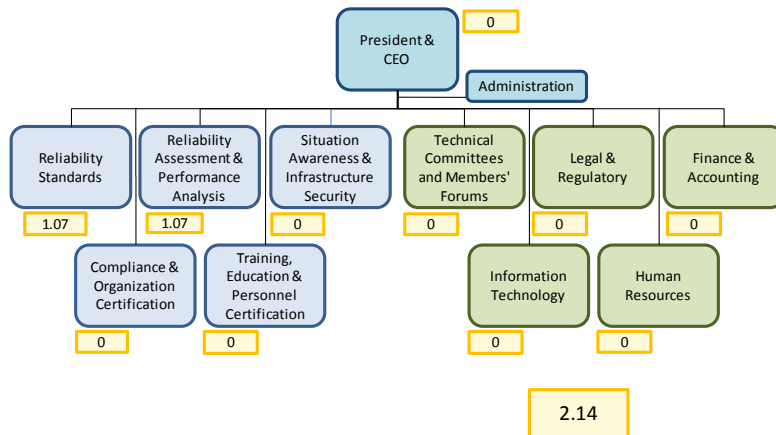 President &
CEO
0
Administration
Reliability
Standards
1.07
Reliability
Assessment &
Performance
Analysis
1.07
Situation
Awareness &
Infrastructure
Security
0
Technical
Committees
and Members'
Forums
0
Legal &
Regulatory
0
Finance &
Accounting
0
Compliance &
Organization
Certification
0
Training,
Education &
Personnel
Certification
0
Information
Technology
0
Human
Resources
0
2.14